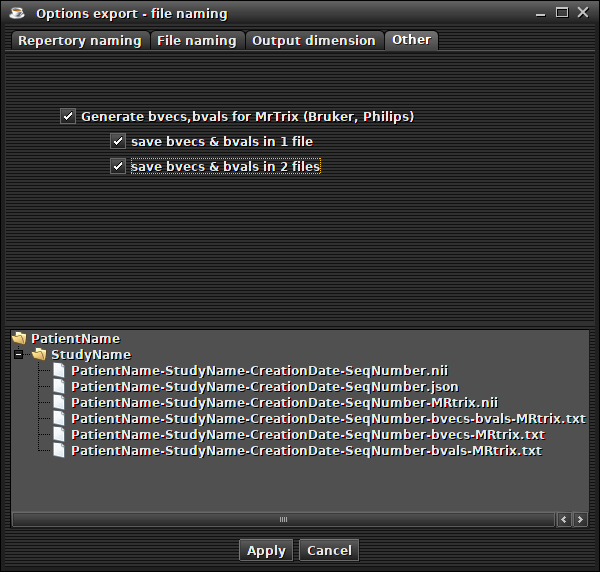 Options export - file naming
Repertory naming File naming Output dimension Other
Generate bvecs,bvals for MrTrix (Bruker, Philips)
save bvecs & bvals in 1 file
save bvecs & bvals in 2 files
PatientName
StudyName
PatientName-StudyName-CreationDate-SeqNumber.nii
PatientName-StudyName-CreationDate-SeqNumber.json
PatientName-StudyName-CreationDate-SeqNumber-MRtrix.nii
PatientName-StudyName-CreationDate-SeqNumber-bvecs-bvals-MRtrix.txt
PatientName-StudyName-CreationDate-SeqNumber-bvecs-MRtrix.txt
PatientName-StudyName-CreationDate-SeqNumber-bvals-MRtrix.txt
Apply Cancel